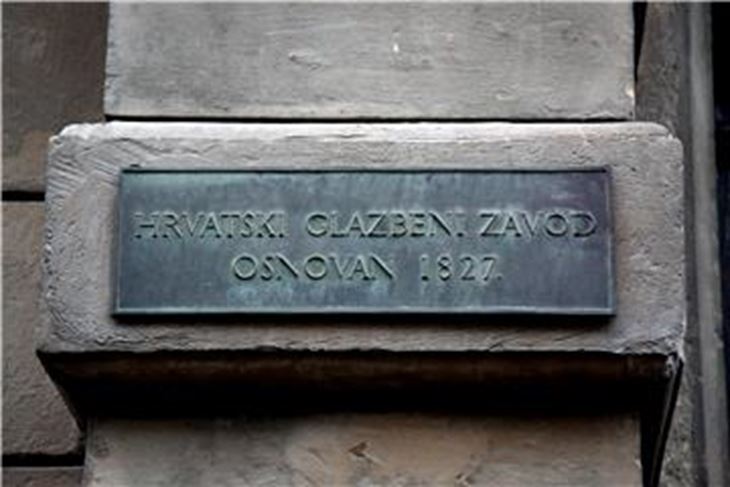 HRVATSKI GLAZBENI ZAVOD
OSNOVAN 1827.